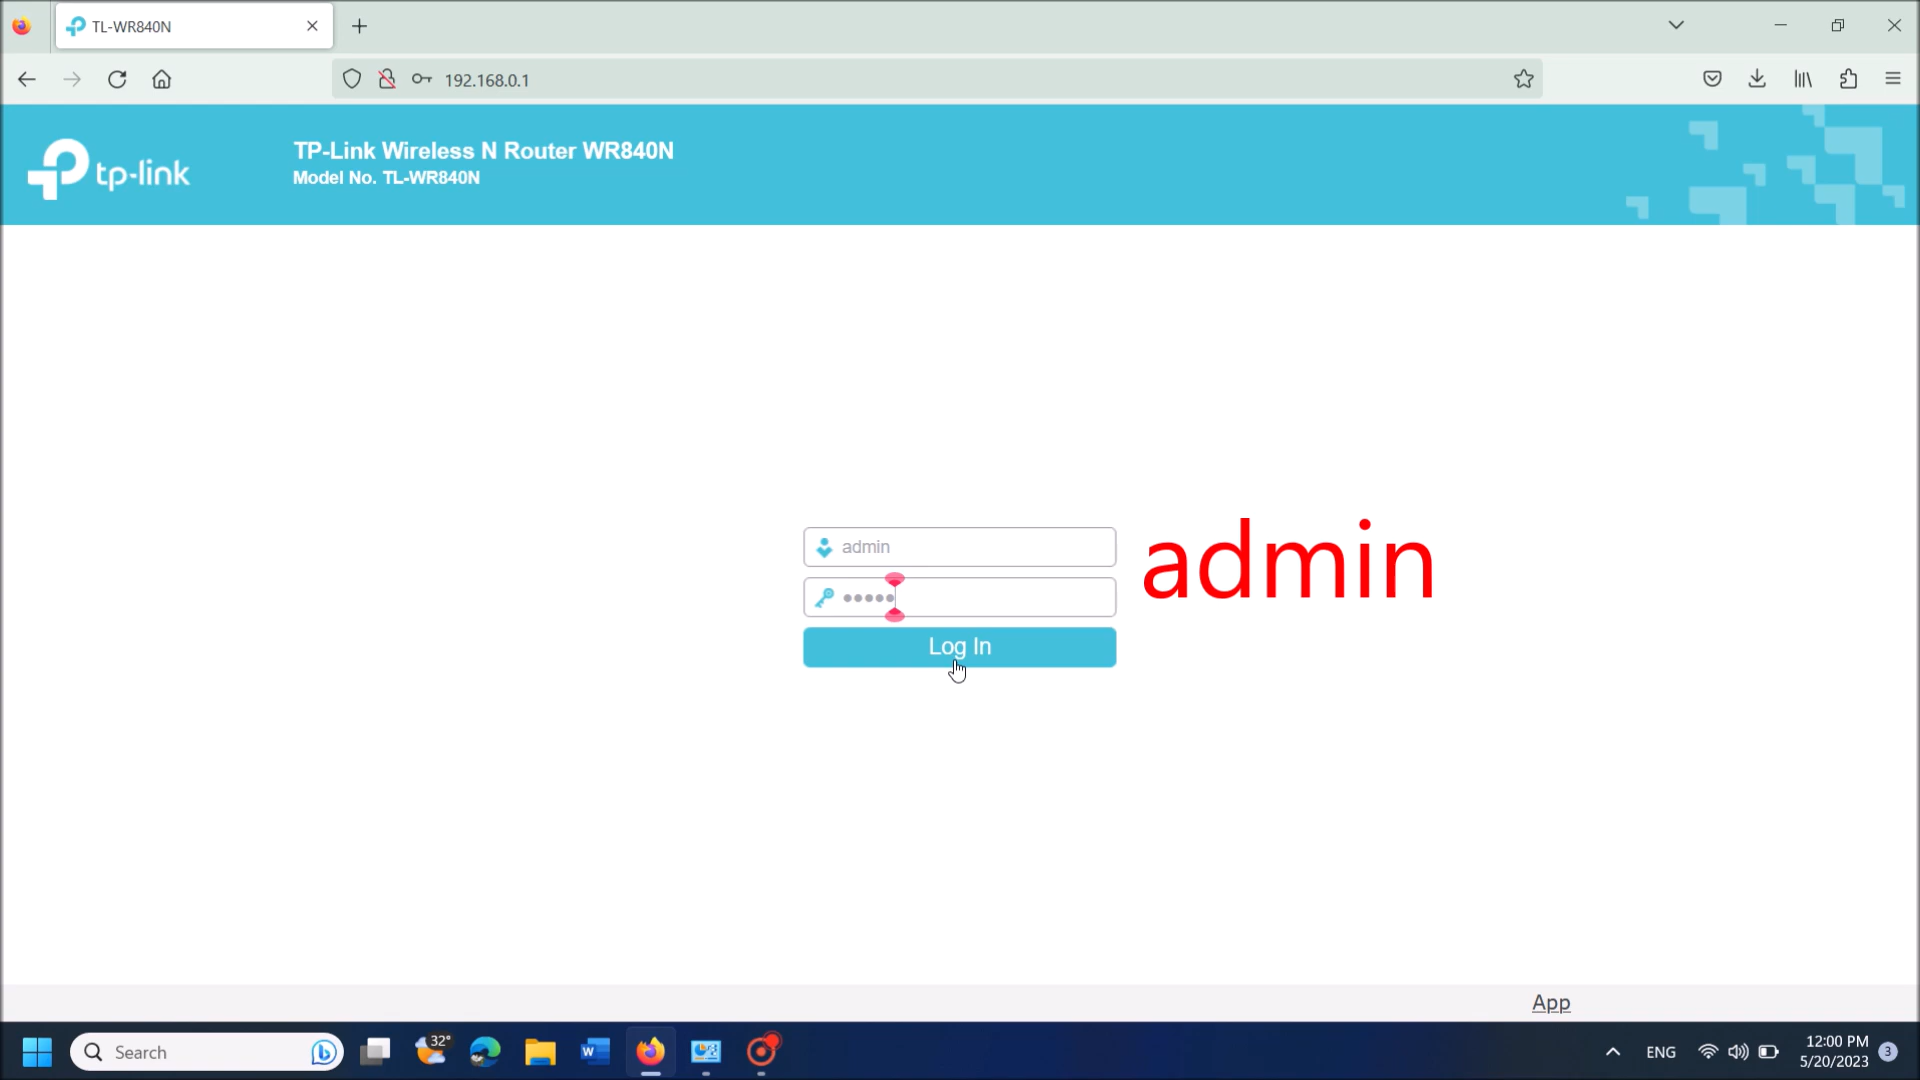 TL-WR840N
192.168.0.1
tp-link
TP-Link Wireless N Router WR840N
Model No. TL-WR840N
admin
admin
•••••
Log In
App
Search
32°
ENG
12:00 PM
5/20/2023
3